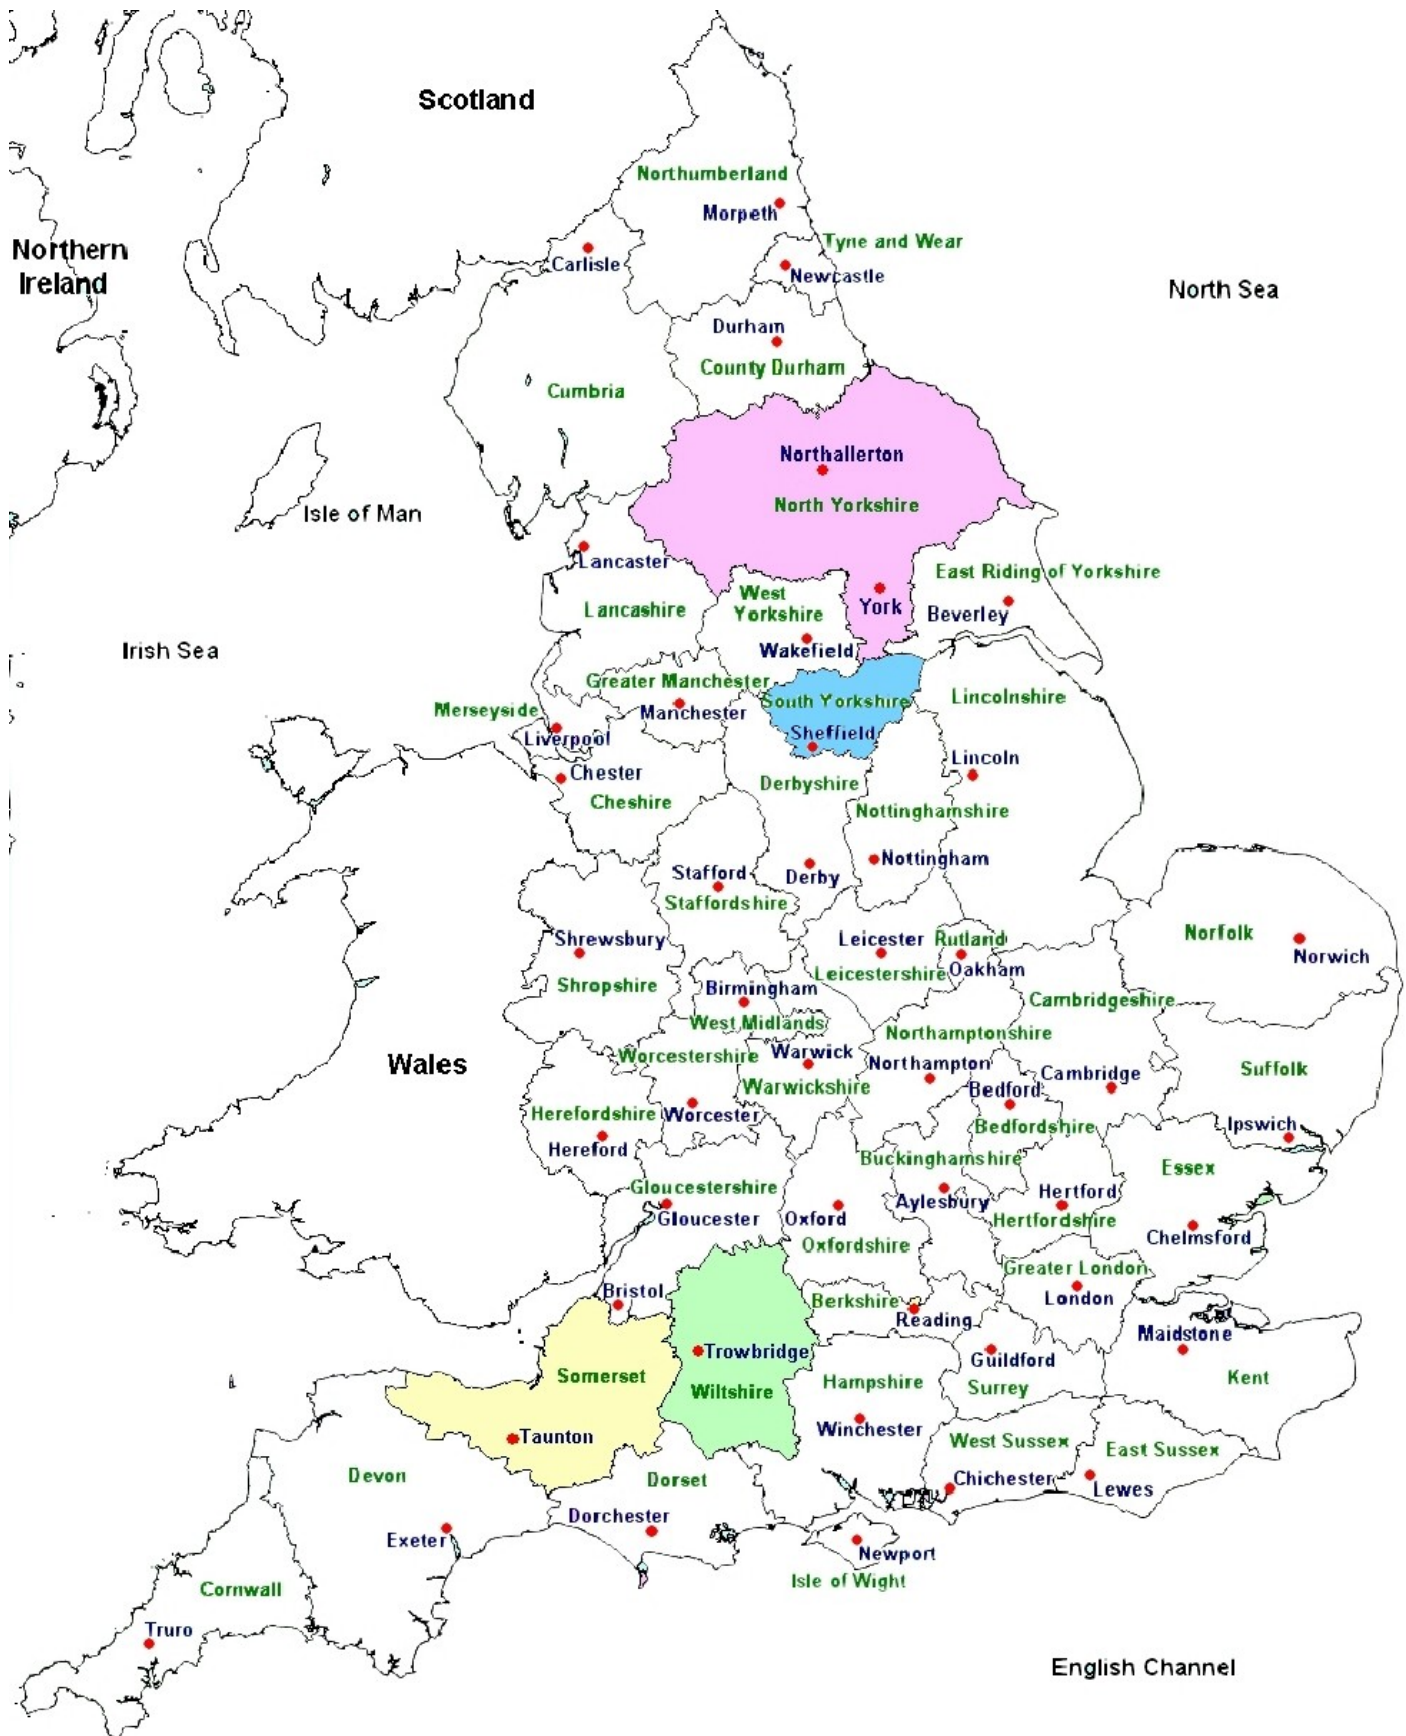 Scotland
Northumberland
Morpeth
Northern
Ireland
Tyne and Wear
Carlisle
Newcastle
North Sea
Durham
County Durham
Cumbria
Northallerton
North Yorkshire
Isle of Man
Lancaster
East Riding of Yorkshire
West
Yorkshire
Lancashire
York
Beverley
Irish Sea
Wakefield
Greater Manchester
South Yorkshire
Lincolnshire
Merseyside
Manchester
Liverpool
Sheffield
Lincoln
Chester
Derbyshire
Cheshire
Nottinghamshire
Nottingham
Stafford
Derby
Staffordshire
Norfolk
Shrewsbury
Leicester
Rutland
Norwich
Leicestershire
Oakham
Shropshire
Birmingham
Cambridgeshire
West Midlands
Northamptonshire
Wales
Worcestershire
Warwick
Northampton
Cambridge
Suffolk
Warwickshire
Bedford
Herefordshire
Worcester
Bedfordshire
Ipswich
Hereford
Buckinghamshire
Essex
Gloucestershire
Aylesbury
Hertford
Gloucester
Oxford
Hertfordshire
Chelmsford
Oxfordshire
Greater London
Bristol
Berkshire
London
Reading
Maidstone
Trowbridge
Guildford
Somerset
Wiltshire
Hampshire
Surrey
Kent
Taunton
Winchester
West Sussex
East Sussex
Devon
Dorset
Chichester
Lewes
Dorchester
Exeter
Newport
Cornwall
Isle of Wight
Truro
English Channel